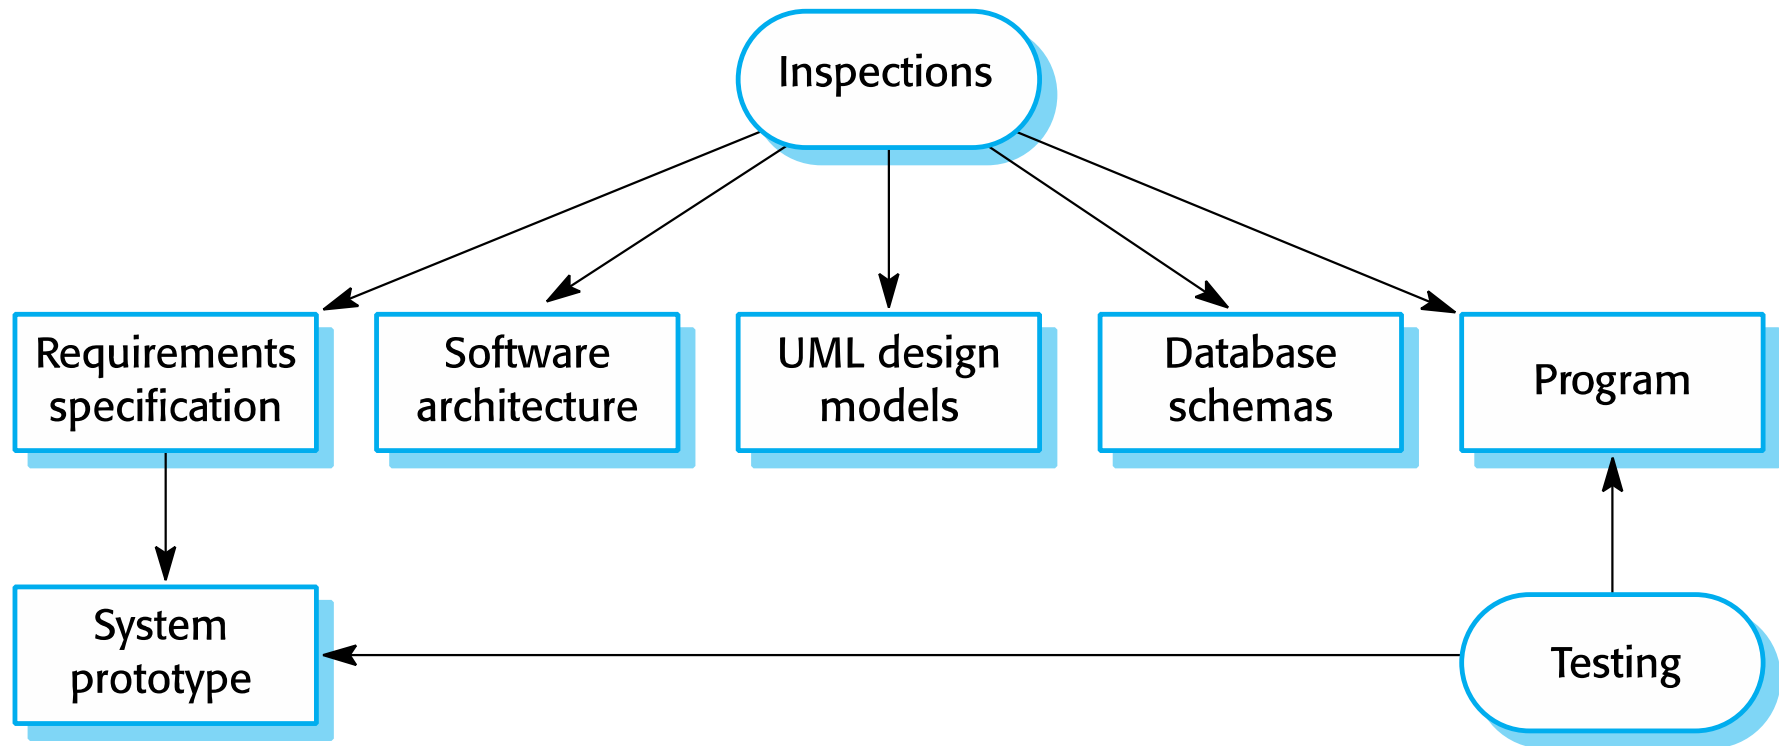 Inspections
Requirements
specification
Software
architecture
UML design
models
Database
schemas
Program
System
prototype
Testing